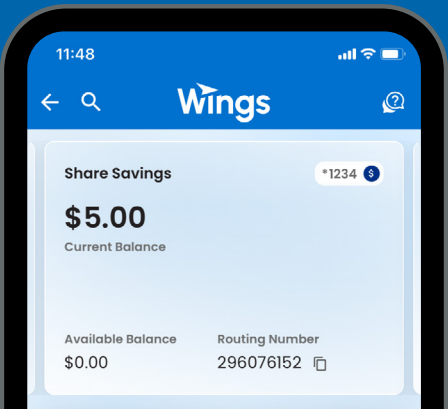 11:48
Wings
Share Savings
*1234 $
$5.00
Current Balance
Available Balance Routing Number
$0.00 296076152